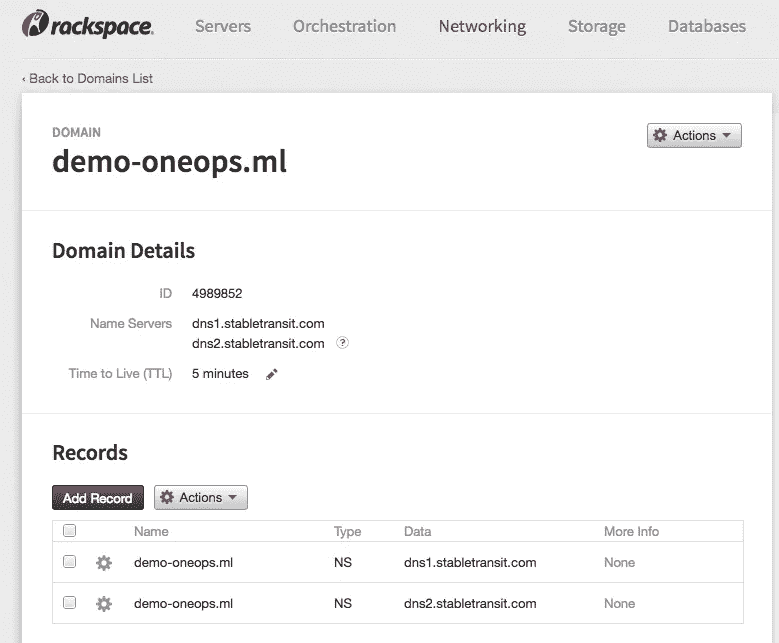 rackspace. Servers Orchestration Networking Storage Databases
‹ Back to Domains List
DOMAIN
demo-oneops.ml
Actions
Domain Details
ID 4989852
Name Servers dns1.stabletransit.com
dns2.stabletransit.com ?
Time to Live (TTL) 5 minutes
Records
Add Record Actions
Name Type Data More Info
demo-oneops.ml NS dns1.stabletransit.com None
demo-oneops.ml NS dns2.stabletransit.com None